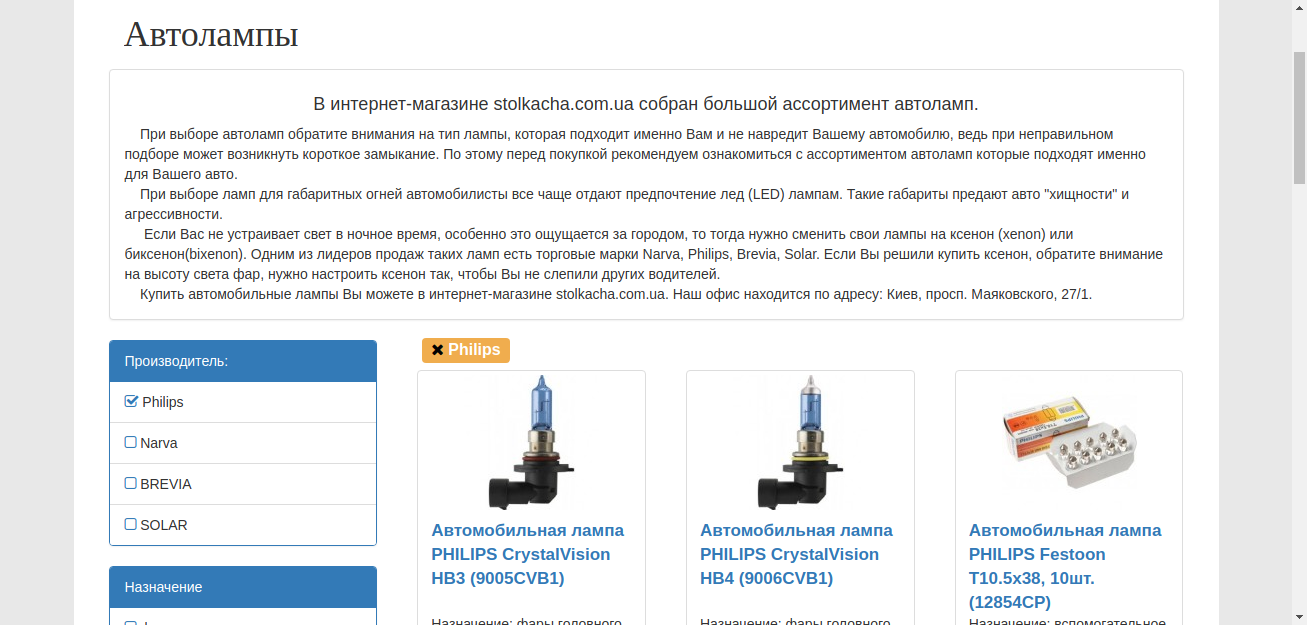 Автолампы
В интернет-магазине stolkacha.com.ua собран большой ассортимент автоламп.
При выборе автоламп обратите внимания на тип лампы, которая подходит именно Вам и не навредит Вашему автомобилю, ведь при неправильном
подборе может возникнуть короткое замыкание. По этому перед покупкой рекомендуем ознакомиться с ассортиментом автоламп которые подходят именно
для Вашего авто.
При выборе ламп для габаритных огней автомобилисты все чаще отдают предпочтение лед (LED) лампам. Такие габариты предают авто "хищности" и
агрессивности.
Если Вас не устраивает свет в ночное время, особенно это ощущается за городом, то тогда нужно сменить свои лампы на ксенон (xenon) или
биксенон(bixenon). Одним из лидеров продаж таких ламп есть торговые марки Narva, Philips, Brevia, Solar. Если Вы решили купить ксенон, обратите внимание
на высоту света фар, нужно настроить ксенон так, чтобы Вы не слепили других водителей.
Купить автомобильные лампы Вы можете в интернет-магазине stolkacha.com.ua. Наш офис находится по адресу: Киев, просп. Маяковского, 27/1.
Производитель:
Philips
Narva
BREVIA
SOLAR
Назначение
Philips
Автомобильная лампа
PHILIPS CrystalVision
HB3 (9005CVB1)
Назначение: фары головного
Автомобильная лампа
PHILIPS CrystalVision
HB4 (9006CVB1)
Назначение: фары головного
Автомобильная лампа
PHILIPS Festoon
T10.5x38, 10шт.
(12854CP)
Назначение: вспомогательное